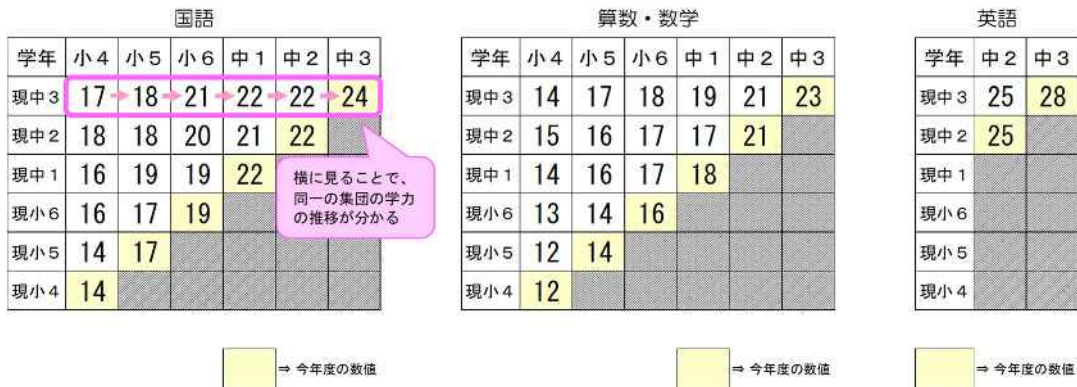 国語
学年 小4 小5 小6 中1 中2 中3
現中3 17 18 21 22 22 24
現中2 18 18 20 21 22
現中1 16 19 19 22
現小6 16 17 19
現小5 14 17
現小4 14
横に見ることで、
同一の集団の学力
の推移が分かる
⇒ 今年度の数値
算数・数学
学年 小4 小5 小6 中1 中2 中3
現中3 14 17 18 19 21 23
現中2 15 16 17 17 21
現中1 14 16 17 18
現小6 13 14 16
現小5 12 14
現小4 12
⇒ 今年度の数値
英語
学年 中2 中3
現中3 25 28
現中2 25
現中1
現小6
現小5
現小4
⇒ 今年度の数値